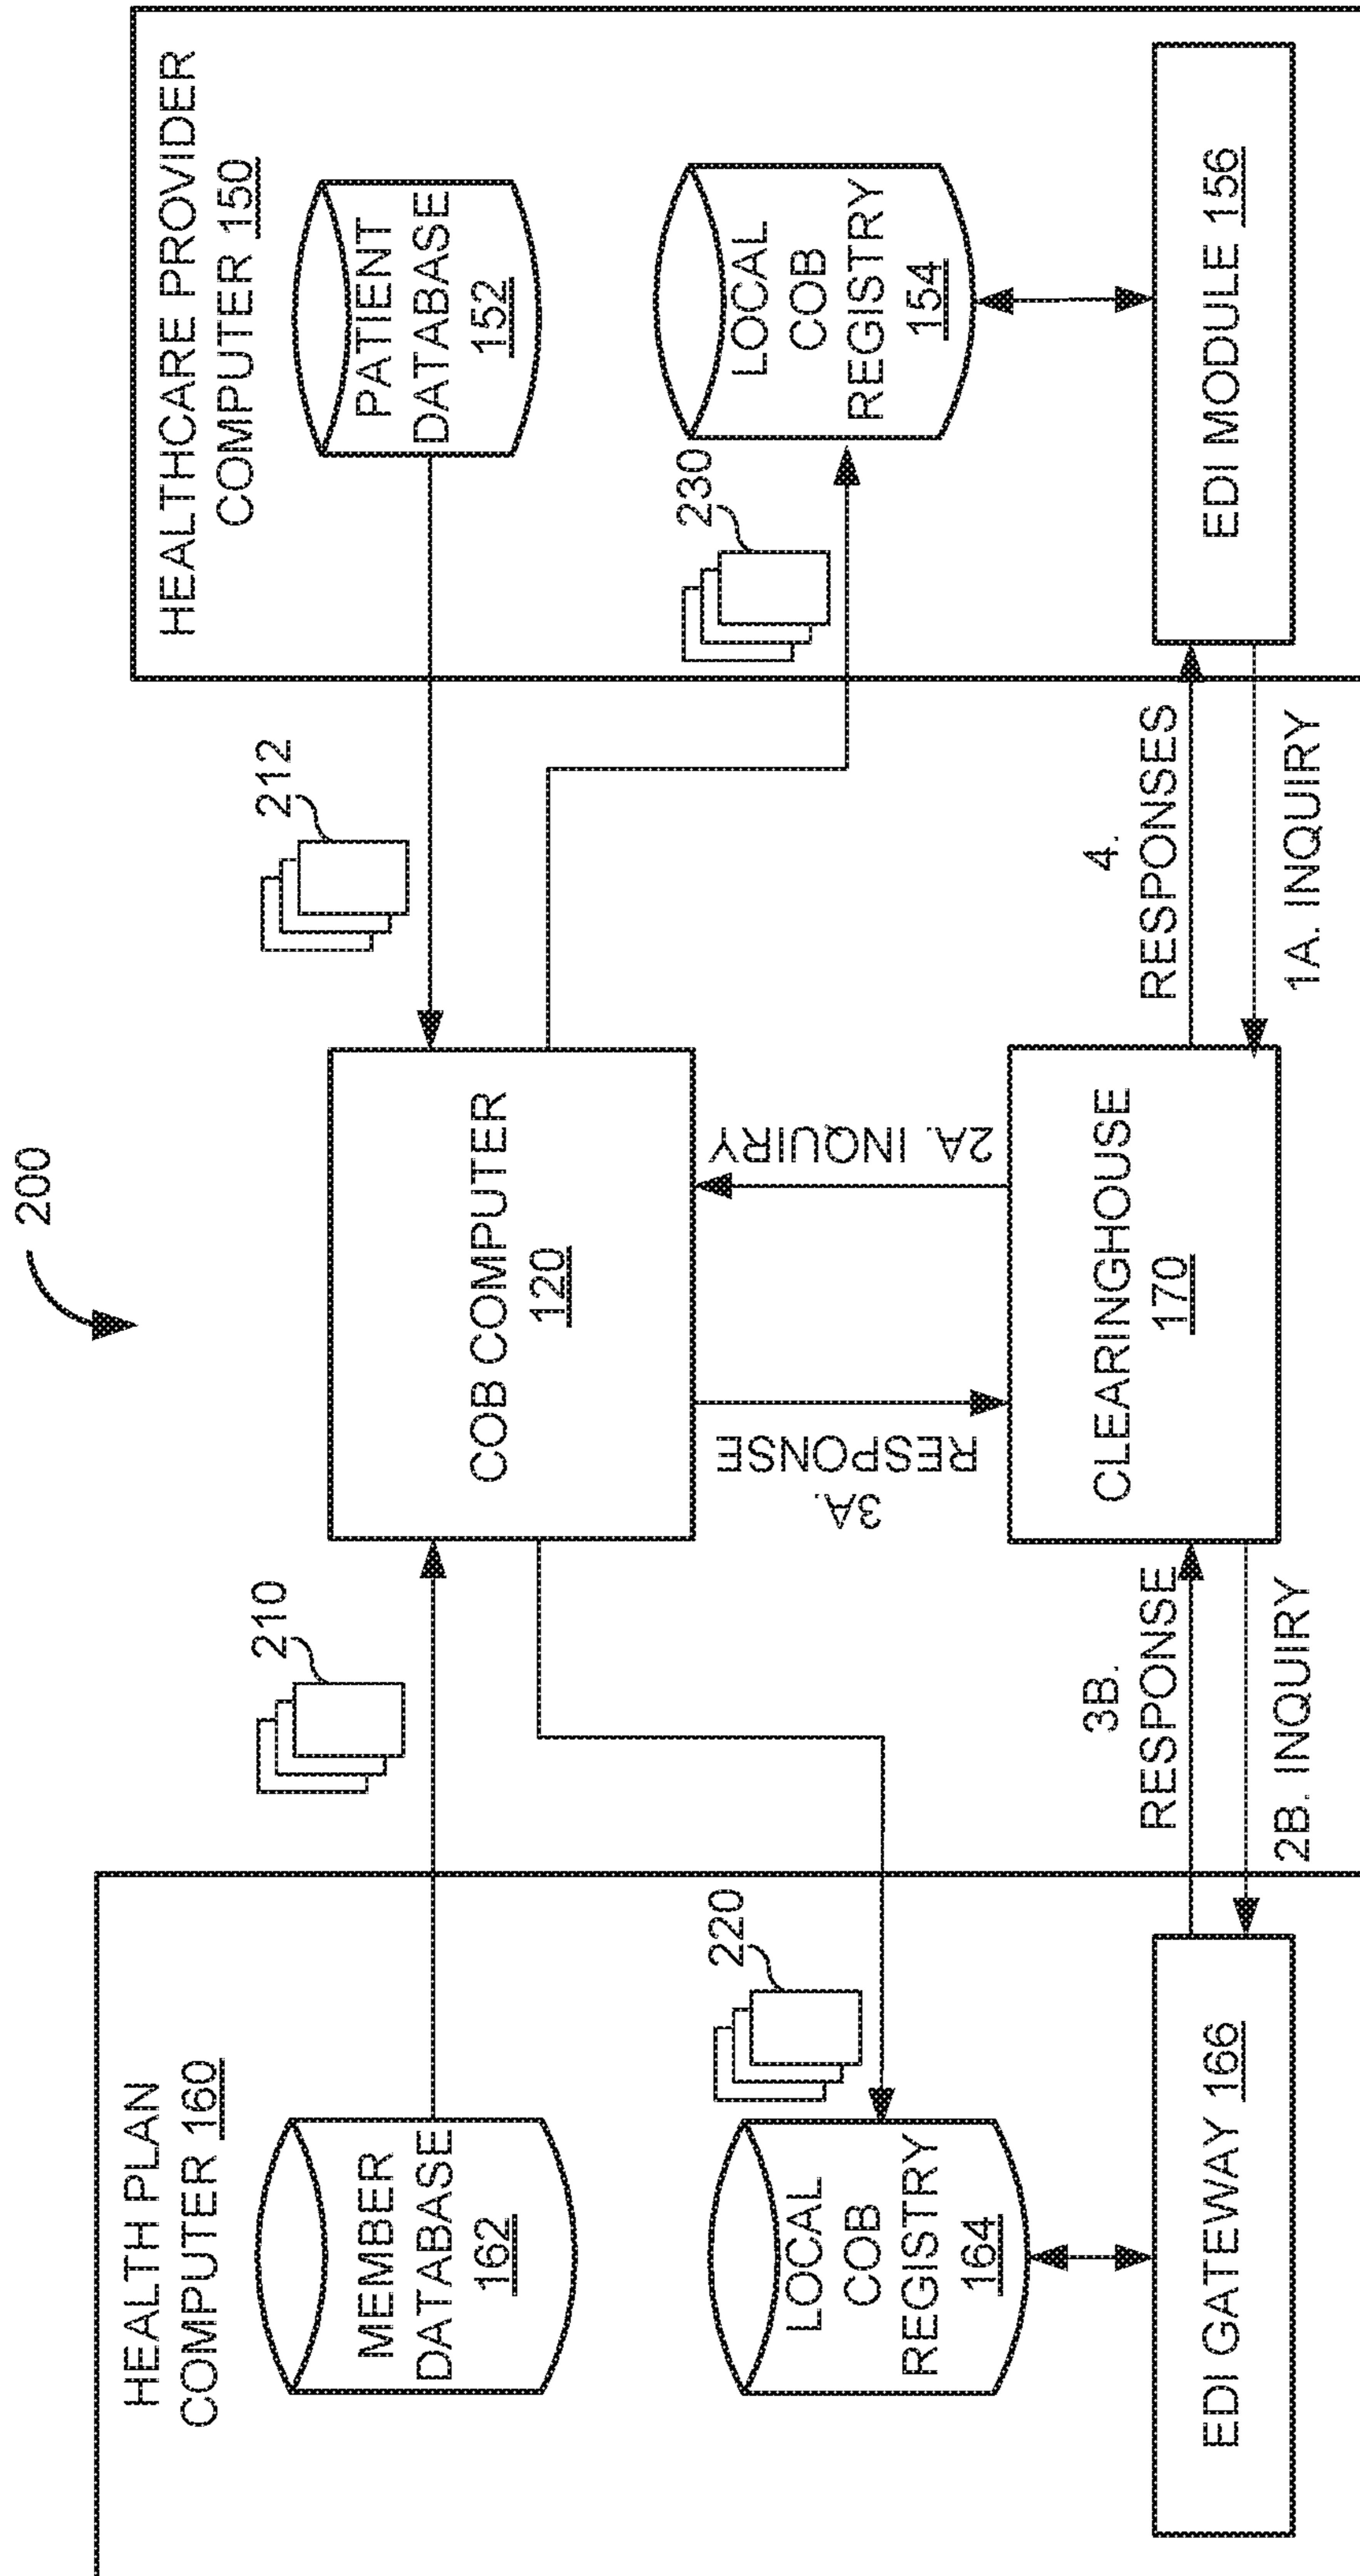 200
HEALTH PLAN
COMPUTER 160
MEMBER
DATABASE
162
LOCAL
COB
REGISTRY
164
EDI GATEWAY 166
210
220
3B.
RESPONSE
2B. INQUIRY
COB COMPUTER
120
3A.
RESPONSE
2A. INQUIRY
CLEARINGHOUSE
170
212
230
4.
RESPONSES
1A. INQUIRY
HEALTHCARE PROVIDER
COMPUTER 150
PATIENT
DATABASE
152
LOCAL
COB
REGISTRY
154
EDI MODULE 156